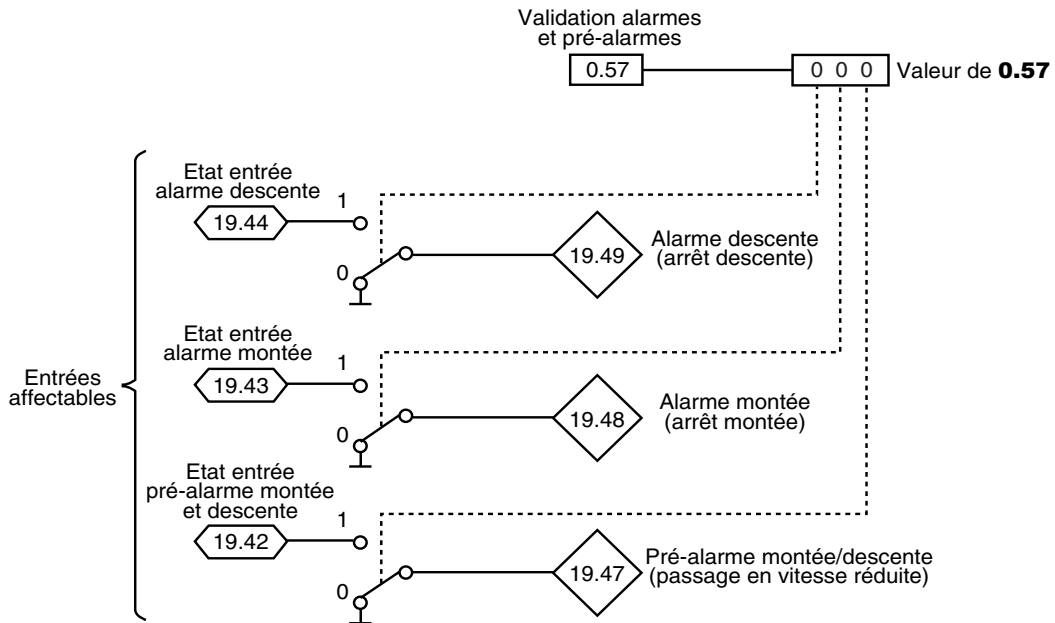 Validation alarmes
et pré-alarmes
0.57
0 0 0
Valeur de 0.57
Etat entrée
alarme descente
19.44
1
0
19.49
Alarme descente
(arrêt descente)
Etat entrée
alarme montée
19.43
1
0
19.48
Alarme montée
(arrêt montée)
Entrées
affectables
Etat entrée
pré-alarme montée
et descente
19.42
1
0
19.47
Pré-alarme montée/descente
(passage en vitesse réduite)